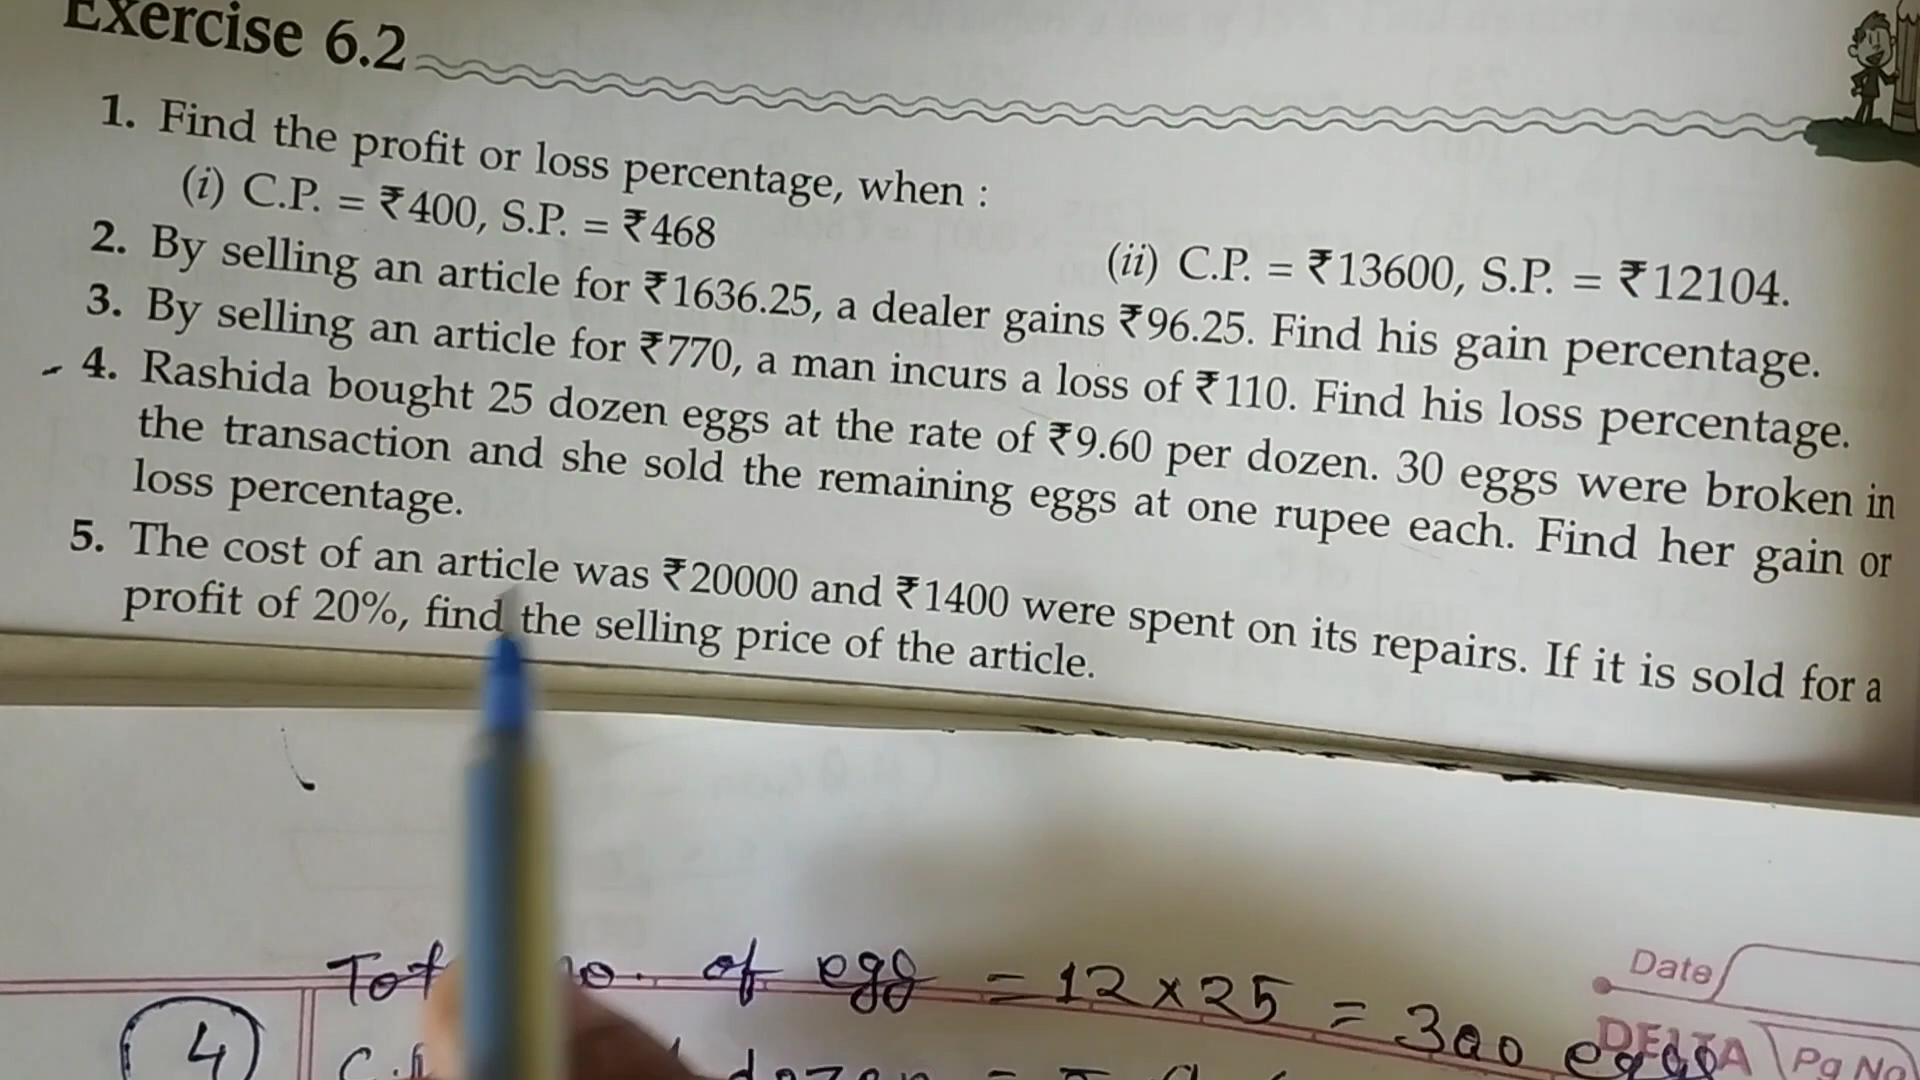 Exercise 6.2
1. Find the profit or loss percentage, when :
(i) C.P. = ₹400, S.P. = ₹468
(ii) C.P. = ₹13600, S.P. = ₹12104.
2. By selling an article for ₹1636.25, a dealer gains ₹96.25. Find his gain percentage.
3. By selling an article for ₹770, a man incurs a loss of ₹110. Find his loss percentage.
4. Rashida bought 25 dozen eggs at the rate of ₹9.60 per dozen. 30 eggs were broken in
the transaction and she sold the remaining eggs at one rupee each. Find her gain or
loss percentage.
5. The cost of an article was ₹20000 and ₹1400 were spent on its repairs. If it is sold for a
profit of 20%, find the selling price of the article.
no. of egg = 12 × 25 = 300
Date
DELTA Pg No
4
dozen =